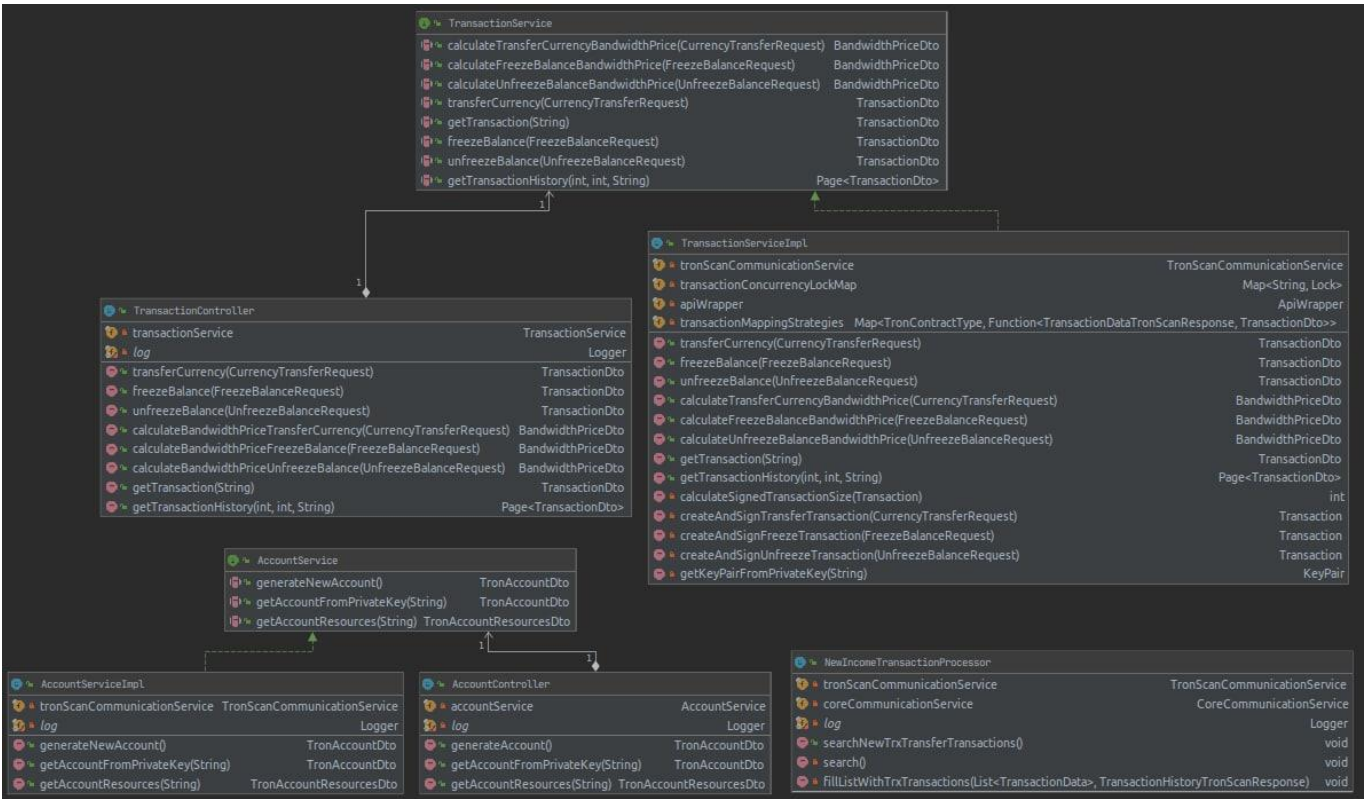 TransactionService
calculateTransferCurrencyBandwidthPrice(CurrencyTransferRequest) BandwidthPriceDto
calculateFreezeBalanceBandwidthPrice(FreezeBalanceRequest) BandwidthPriceDto
calculateUnfreezeBalanceBandwidthPrice(UnfreezeBalanceRequest) BandwidthPriceDto
transferCurrency(CurrencyTransferRequest) TransactionDto
getTransaction(String) TransactionDto
freezeBalance(FreezeBalanceRequest) TransactionDto
unfreezeBalance(UnfreezeBalanceRequest) TransactionDto
getTransactionHistory(int, int, String) Page<TransactionDto>
1
1
TransactionController
transactionService TransactionService
log Logger
transferCurrency(CurrencyTransferRequest) TransactionDto
freezeBalance(FreezeBalanceRequest) TransactionDto
unfreezeBalance(UnfreezeBalanceRequest) TransactionDto
calculateBandwidthPriceTransferCurrency(CurrencyTransferRequest) BandwidthPriceDto
calculateBandwidthPriceFreezeBalance(FreezeBalanceRequest) BandwidthPriceDto
calculateBandwidthPriceUnfreezeBalance(UnfreezeBalanceRequest) BandwidthPriceDto
getTransaction(String) TransactionDto
getTransactionHistory(int, int, String) Page<TransactionDto>
TransactionServiceImpl
tronScanCommunicationService TronScanCommunicationService
transactionConcurrencyLockMap Map<String, Lock>
apiWrapper ApiWrapper
transactionMappingStrategies Map<TronContractType, Function<TransactionDataTronScanResponse, TransactionDto>>
transferCurrency(CurrencyTransferRequest) TransactionDto
freezeBalance(FreezeBalanceRequest) TransactionDto
unfreezeBalance(UnfreezeBalanceRequest) TransactionDto
calculateTransferCurrencyBandwidthPrice(CurrencyTransferRequest) BandwidthPriceDto
calculateFreezeBalanceBandwidthPrice(FreezeBalanceRequest) BandwidthPriceDto
calculateUnfreezeBalanceBandwidthPrice(UnfreezeBalanceRequest) BandwidthPriceDto
getTransaction(String) TransactionDto
getTransactionHistory(int, int, String) Page<TransactionDto>
calculateSignedTransactionSize(Transaction) int
createAndSignTransferTransaction(CurrencyTransferRequest) Transaction
createAndSignFreezeTransaction(FreezeBalanceRequest) Transaction
createAndSignUnfreezeTransaction(UnfreezeBalanceRequest) Transaction
getKeyPairFromPrivateKey(String) KeyPair
AccountService
generateNewAccount() TronAccountDto
getAccountFromPrivateKey(String) TronAccountDto
getAccountResources(String) TronAccountResourcesDto
1
1
AccountServiceImpl
tronScanCommunicationService TronScanCommunicationService
log Logger
generateNewAccount() TronAccountDto
getAccountFromPrivateKey(String) TronAccountDto
getAccountResources(String) TronAccountResourcesDto
AccountController
accountService AccountService
log Logger
generateAccount() TronAccountDto
getAccountFromPrivateKey(String) TronAccountDto
getAccountResources(String) TronAccountResourcesDto
NewIncomeTransactionProcessor
tronScanCommunicationService TronScanCommunicationService
coreCommunicationService CoreCommunicationService
log Logger
searchNewTrxTransferTransactions() void
search() void
fillListWithTrxTransactions(List<TransactionData>, TransactionHistoryTronScanResponse) void